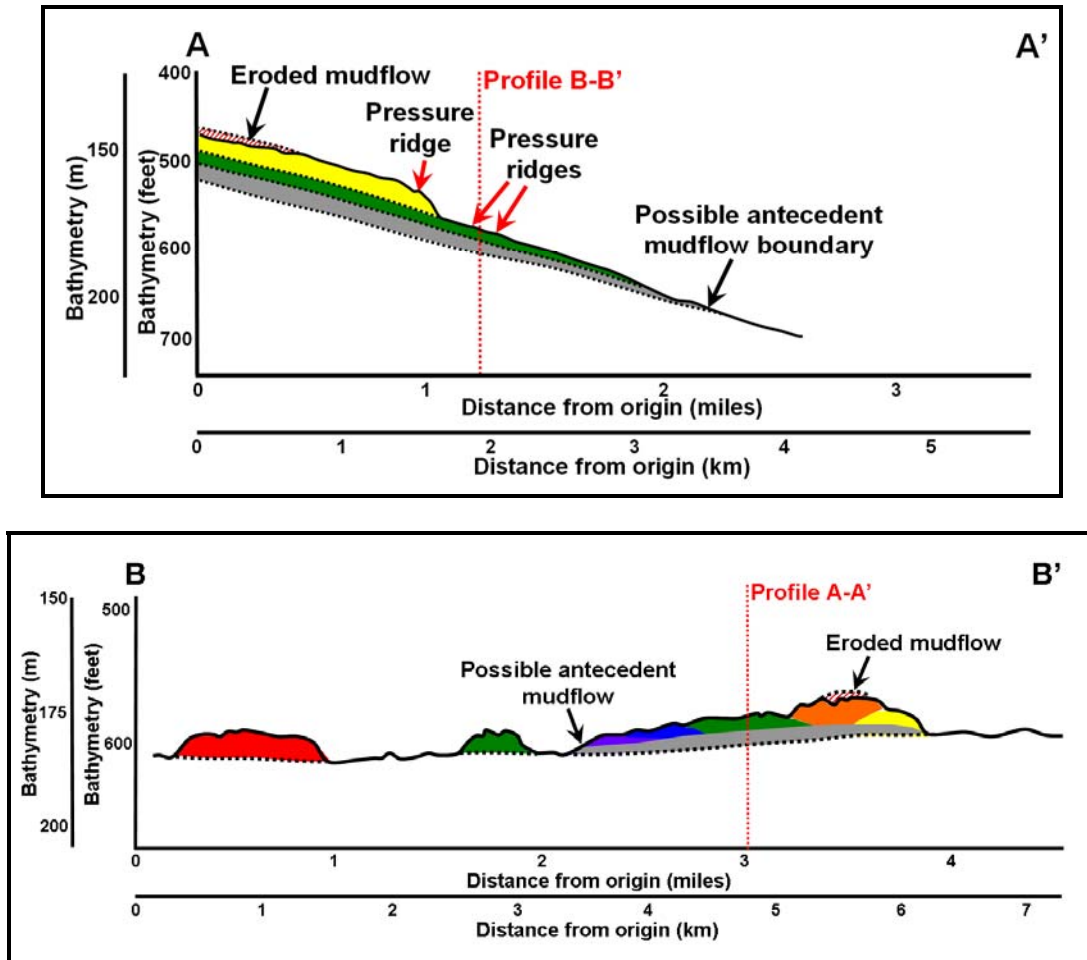 A
A'
Eroded mudflow
Profile B-B'
Pressure
ridge
Pressure
ridges
Possible antecedent
mudflow boundary
Bathymetry (m)
150
200
Bathymetry (feet)
400
500
600
700
0 1 2 3
Distance from origin (miles)
0 1 2 3 4 5
Distance from origin (km)
B
B'
Profile A-A'
Eroded mudflow
Possible antecedent
mudflow
Bathymetry (m)
150
175
200
Bathymetry (feet)
500
600
0 1 2 3 4
Distance from origin (miles)
0 1 2 3 4 5 6 7
Distance from origin (km)